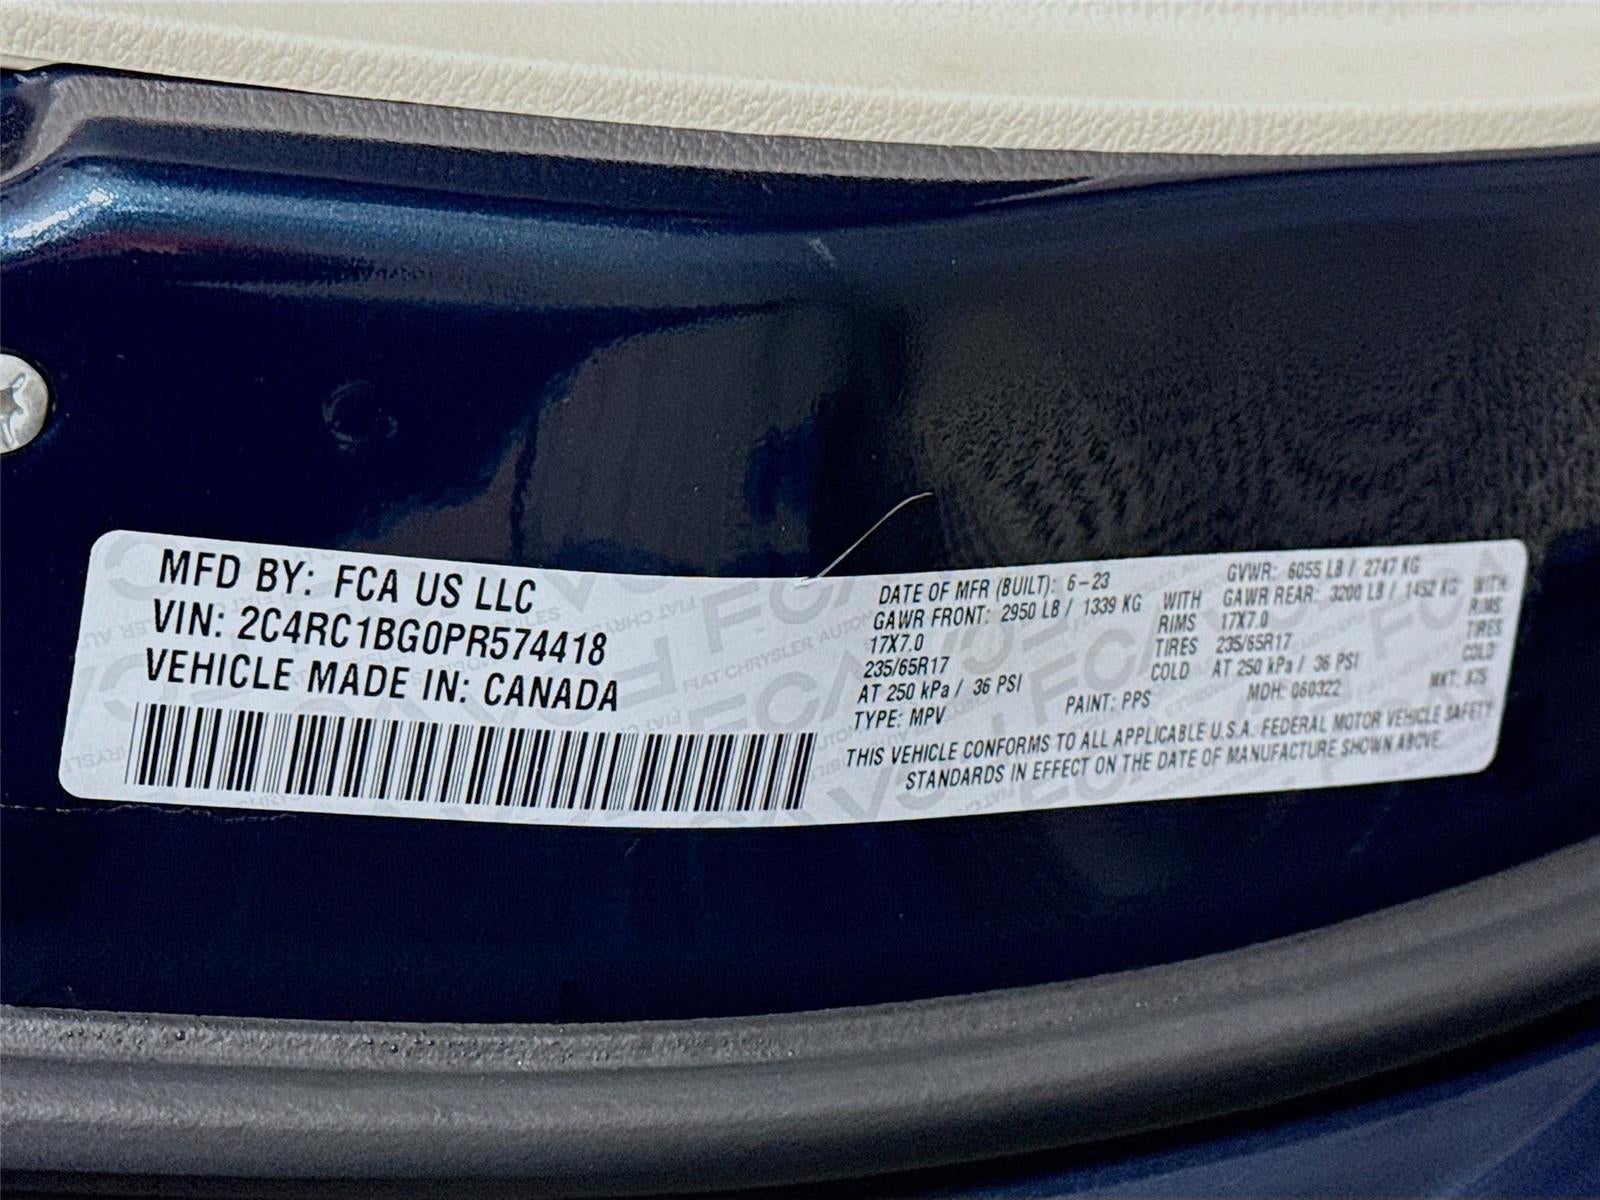 MFD BY: FCA US LLC
VIN: 2C4RC1BG0PR574418
VEHICLE MADE IN: CANADA
DATE OF MFR (BUILT): 6-23 GVWR: 6055 LB / 2747 KG
GAWR FRONT: 2950 LB / 1339 KG WITH GAWR REAR: 3200 LB / 1452 KG WITH
17X7.0 RIMS 17X7.0 RIMS
235/65R17 TIRES 235/65R17 TIRES
AT 250 kPa / 36 PSI COLD AT 250 kPa / 36 PSI COLD
TYPE: MPV PAINT: PPS MDH: 060322 MKT:
THIS VEHICLE CONFORMS TO ALL APPLICABLE U.S.A. FEDERAL MOTOR VEHICLE SAFETY
STANDARDS IN EFFECT ON THE DATE OF MANUFACTURE SHOWN ABOVE